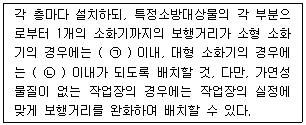 각 층마다 설치하되, 특정소방대상물의 각 부분으
로부터 1개의 소화기까지의 보행거리가 소형 소화
기의 경우에는 ( ㉠ ) 이내, 대형 소화기의 경우에
는 ( ㉡ ) 이내가 되도록 배치할 것. 다만, 가연성
물질이 없는 작업장의 경우에는 작업장의 실정에
맞게 보행거리를 완화하여 배치할 수 있다.